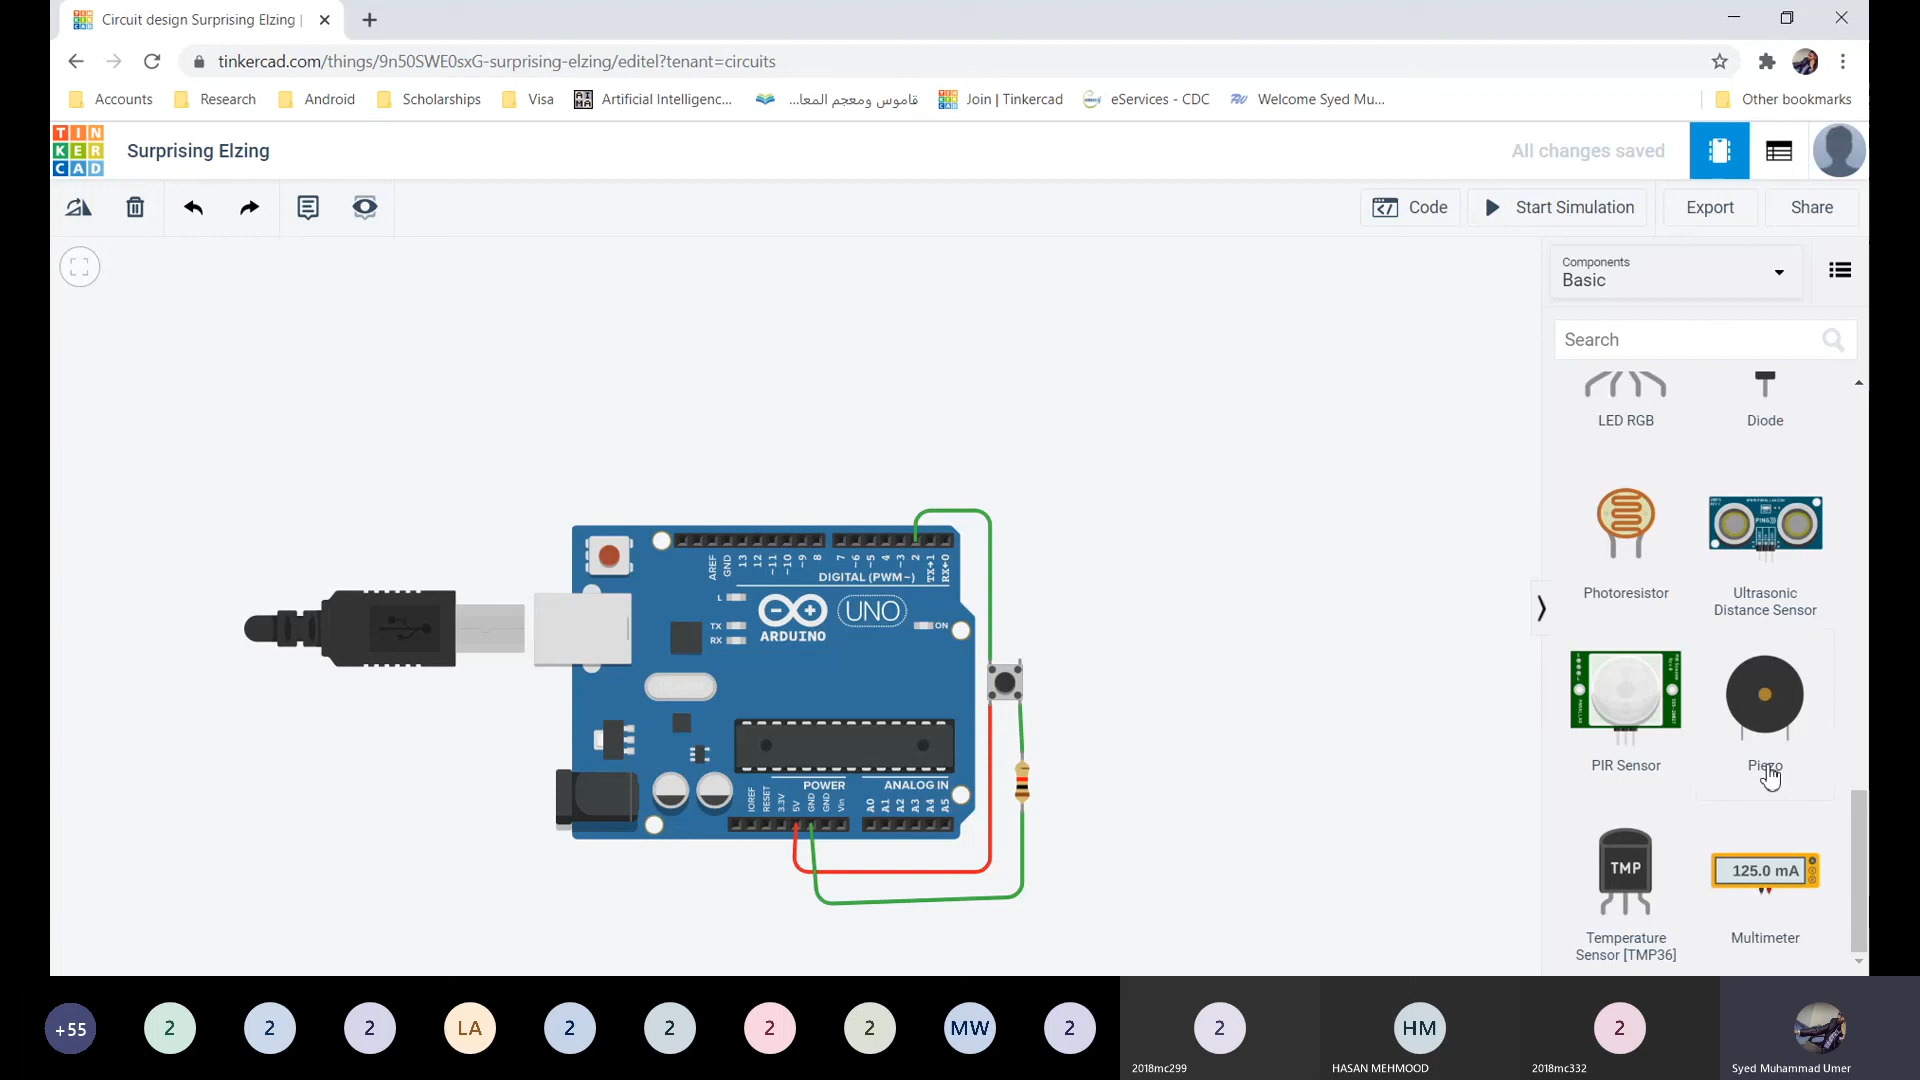 Circuit design Surprising Elzing |
tinkercad.com/things/9n50SWE0sxG-surprising-elzing/editel?tenant=circuits
Accounts
Research
Android
Scholarships
Visa
Artificial Intelligenc...
قاموس ومعجم المعا...
Join | Tinkercad
eServices - CDC
Welcome Syed Mu...
Other bookmarks
TIN
KER
CAD
Surprising Elzing
All changes saved
Code
Start Simulation
Export
Share
Components
Basic
Search
LED RGB
Diode
Photoresistor
Ultrasonic
Distance Sensor
PIR Sensor
Piezo
TMP
125.0 mA
Temperature
Sensor [TMP36]
Multimeter
AREF
GND
13
12
~11
~10
~9
8
7
~6
~5
4
~3
2
TX→1
RX←0
DIGITAL (PWM~)
L
TX
RX
ARDUINO
UNO
ON
POWER
ANALOG IN
IOREF
RESET
3.3V
5V
GND
GND
Vin
A0
A1
A2
A3
A4
A5
+55
2
2
2
LA
2
2
2
2
MW
2
2
HM
2
2018mc299
HASAN MEHMOOD
2018mc332
Syed Muhammad Umer